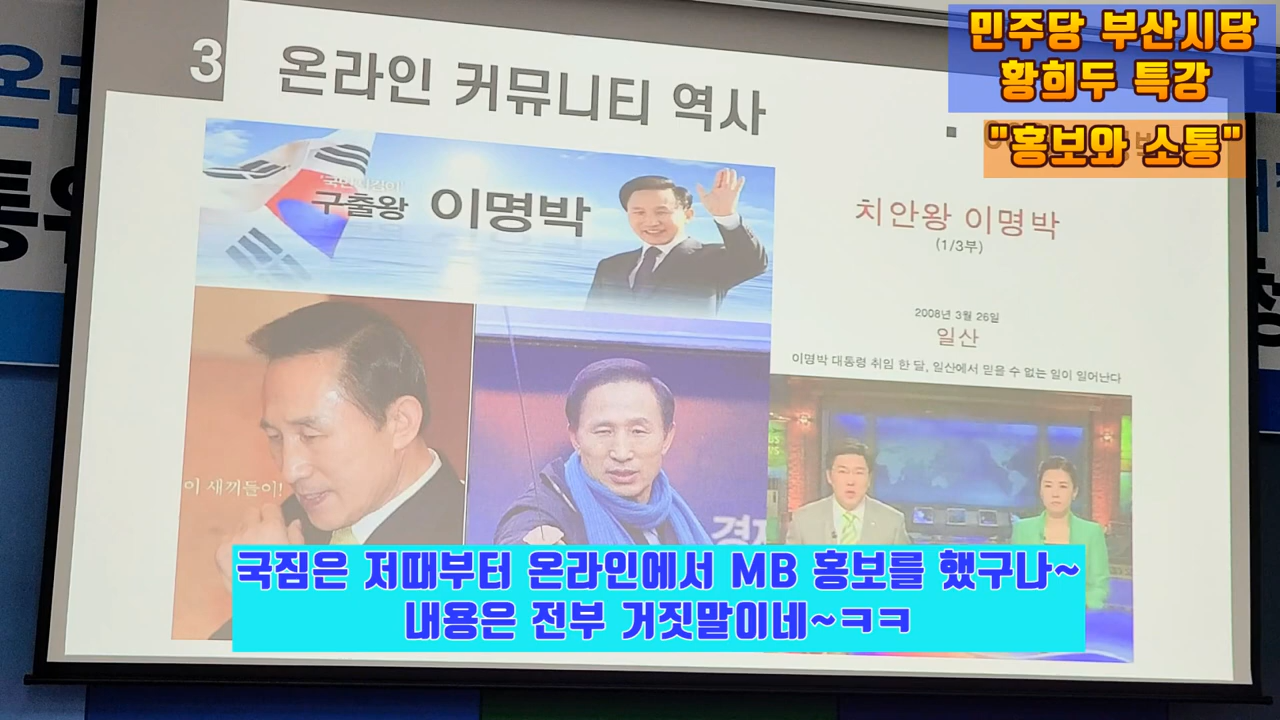 민주당 부산시당
황희두 특강
"홍보와 소통"
3
온라인 커뮤니티 역사
구출왕 이명박
치안왕 이명박
(1/3부)
2008년 3월 26일
일산
이명박 대통령 취임 한 달, 일산에서 믿을 수 없는 일이 일어난다
이 새끼들이!
경제
국짐은 저때부터 온라인에서 MB 홍보를 했구나~
내용은 전부 거짓말이네~ㅋㅋ